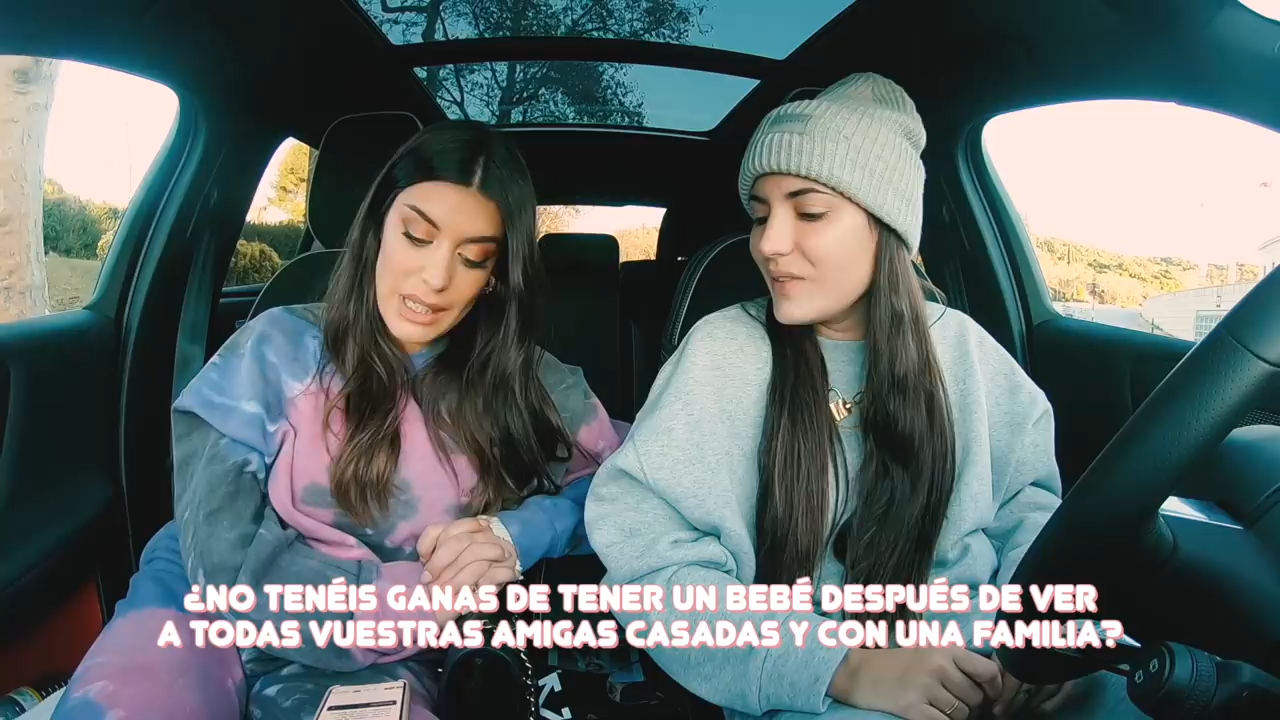 ¿NO TENÉIS GANAS DE TENER UN BEBÉ DESPUÉS DE VER
A TODAS VUESTRAS AMIGAS CASADAS Y CON UNA FAMILIA?